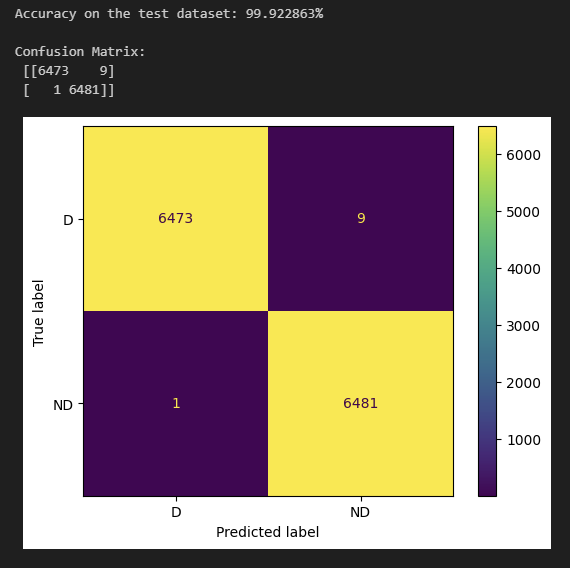 Accuracy on the test dataset: 99.922863%
Confusion Matrix:
[[6473    9]
[   1 6481]]
6473 9
D
1 6481
ND
D ND
True label
Predicted label
6000
5000
4000
3000
2000
1000